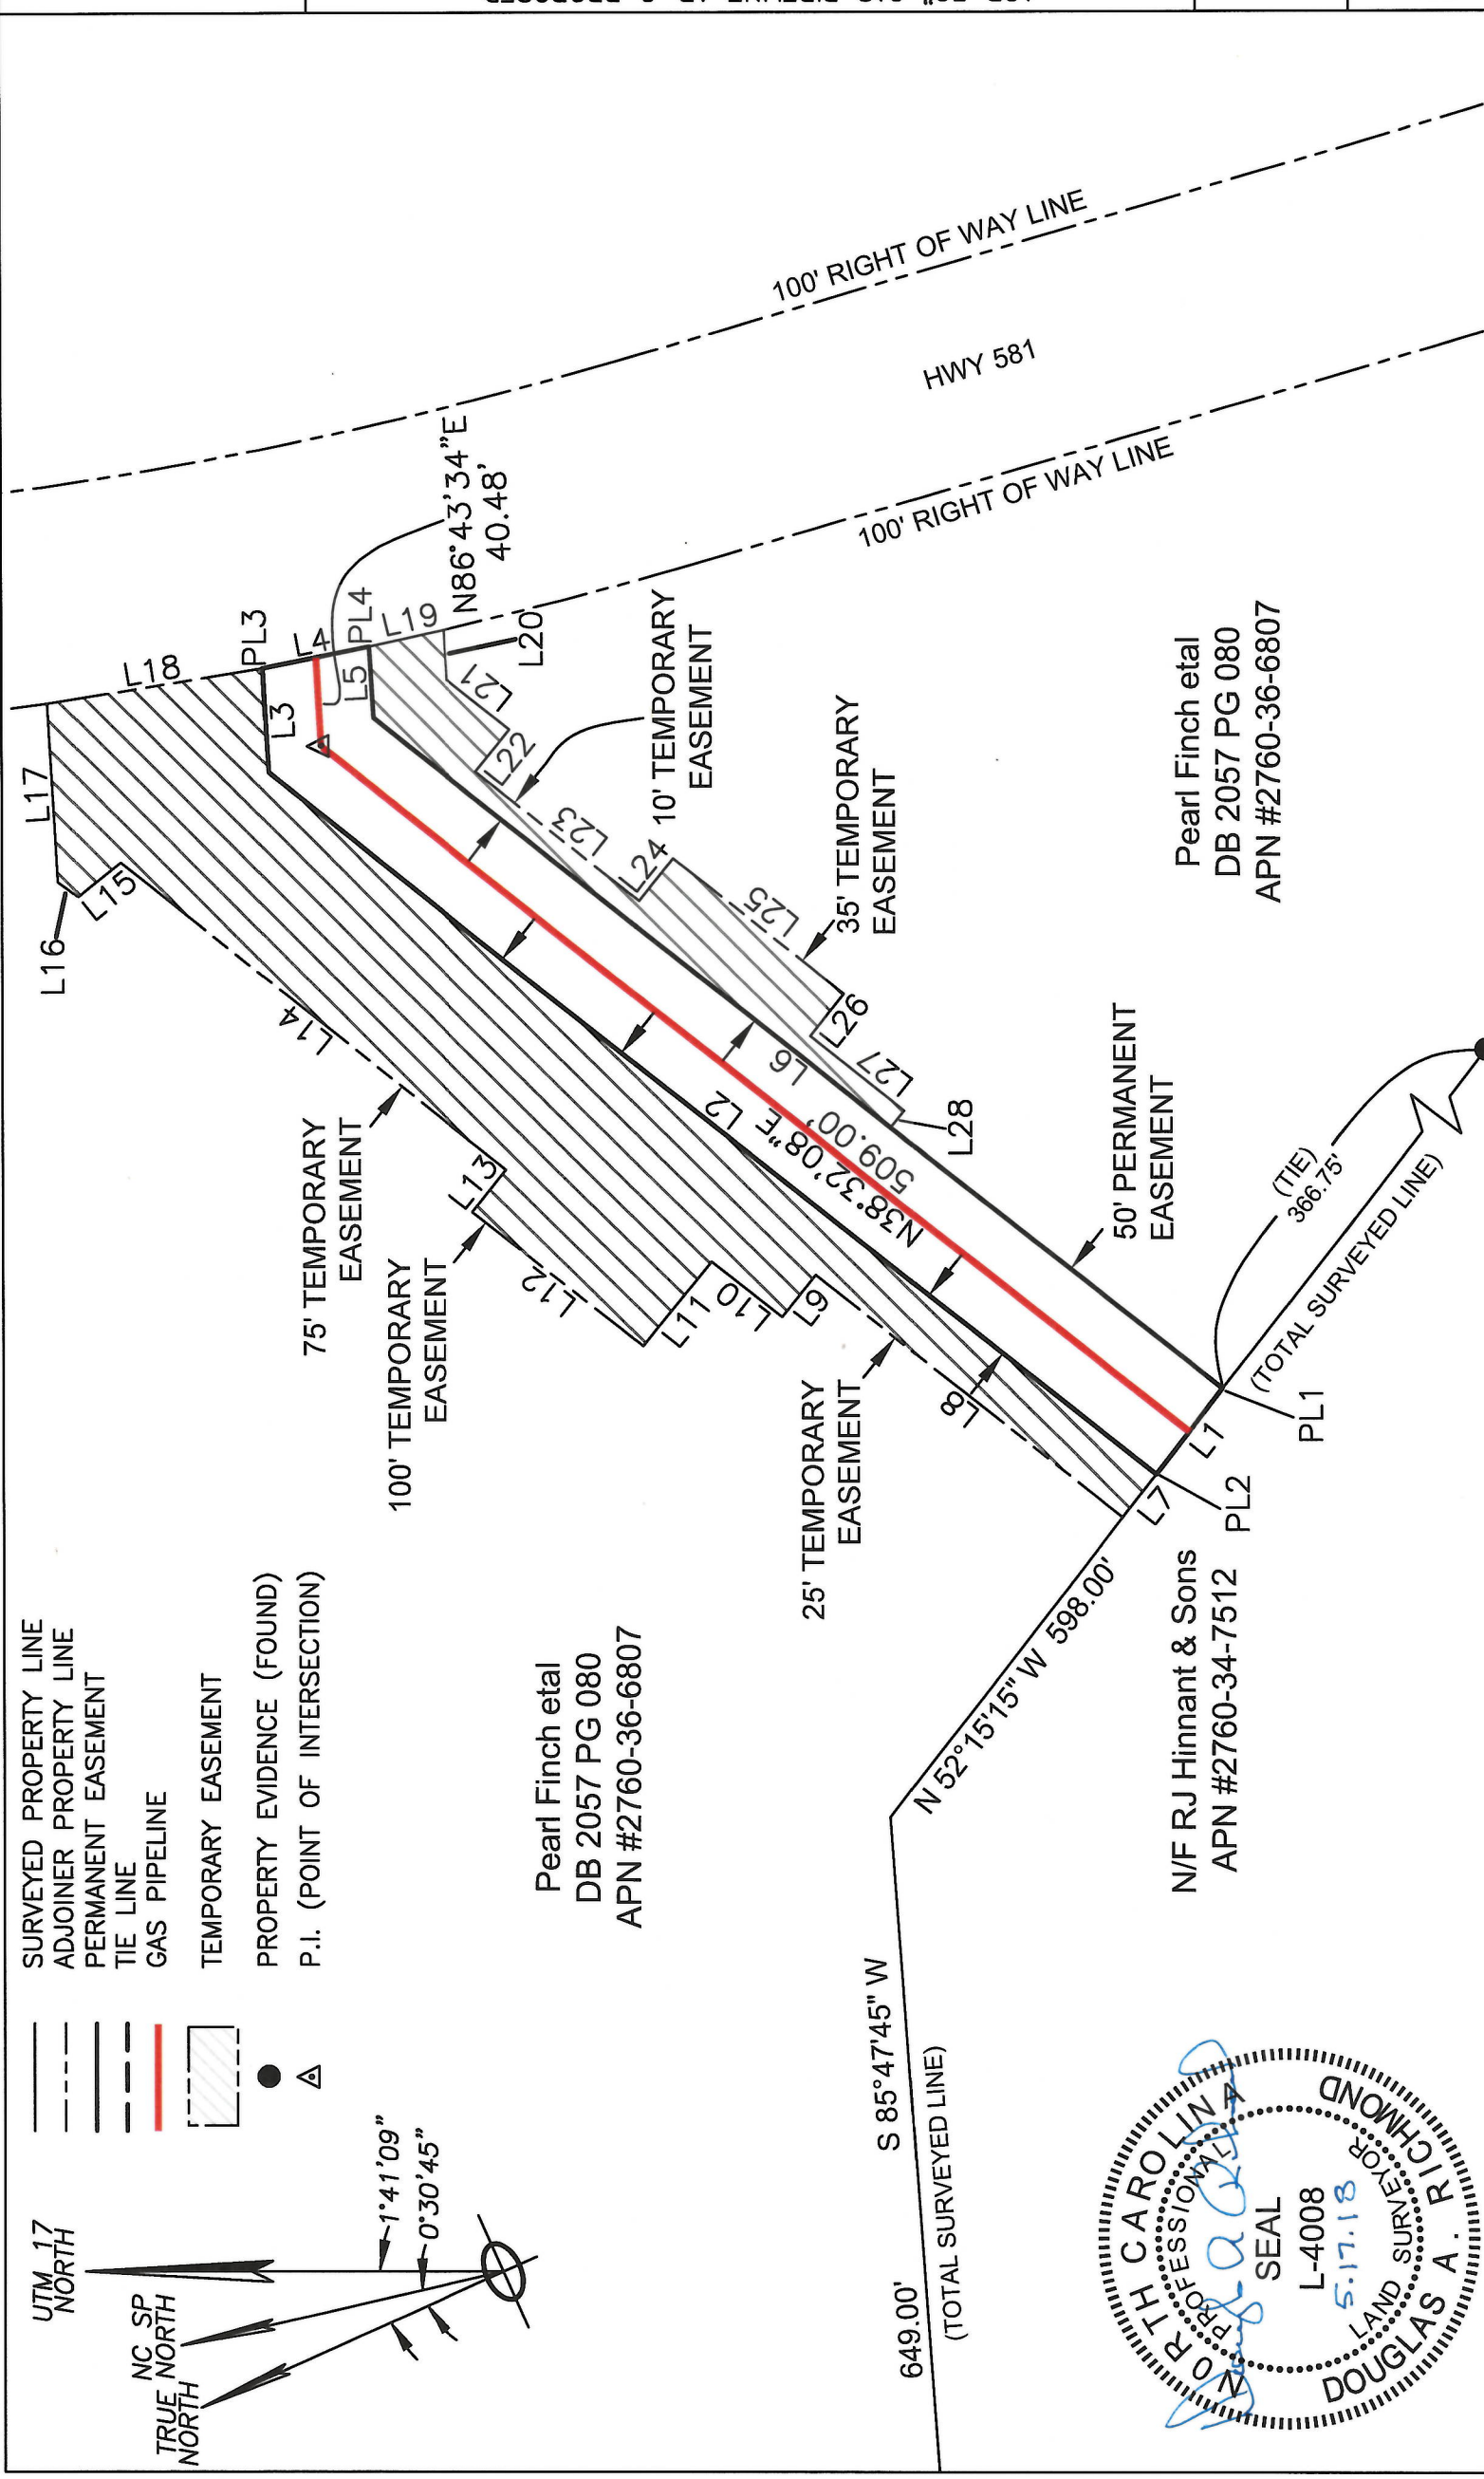 UTM 17
NORTH
NC SP
NORTH
TRUE
NORTH
1°41'09"
0°30'45"
SURVEYED PROPERTY LINE
ADJOINER PROPERTY LINE
PERMANENT EASEMENT
TIE LINE
GAS PIPELINE
TEMPORARY EASEMENT
PROPERTY EVIDENCE (FOUND)
P.I. (POINT OF INTERSECTION)
L16
L17
L18
L15
PL3
L3
L4
L5
PL4
L19
N86°43'34"E
40.48'
L20
L21
L22
L14
75' TEMPORARY
EASEMENT
L13
100' TEMPORARY
EASEMENT
L12
L11
L10
L9
10' TEMPORARY
EASEMENT
L23
L24
L25
35' TEMPORARY
EASEMENT
L26
L27
L28
L6
L2
N38°32'08"E
509.00'
HWY 581
100' RIGHT OF WAY LINE
100' RIGHT OF WAY LINE
Pearl Finch etal
DB 2057 PG 080
APN #2760-36-6807
Pearl Finch etal
DB 2057 PG 080
APN #2760-36-6807
25' TEMPORARY
EASEMENT
L8
50' PERMANENT
EASEMENT
L7
L1
PL2
PL1
(TIE)
366.75'
(TOTAL SURVEYED LINE)
N 52°15'15" W 598.00'
S 85°47'45" W
649.00'
(TOTAL SURVEYED LINE)
N/F RJ Hinnant & Sons
APN #2760-34-7512
NORTH CAROLINA
PROFESSIONAL
SEAL
L-4008
5.17.18
LAND SURVEYOR
DOUGLAS A. RICHMOND